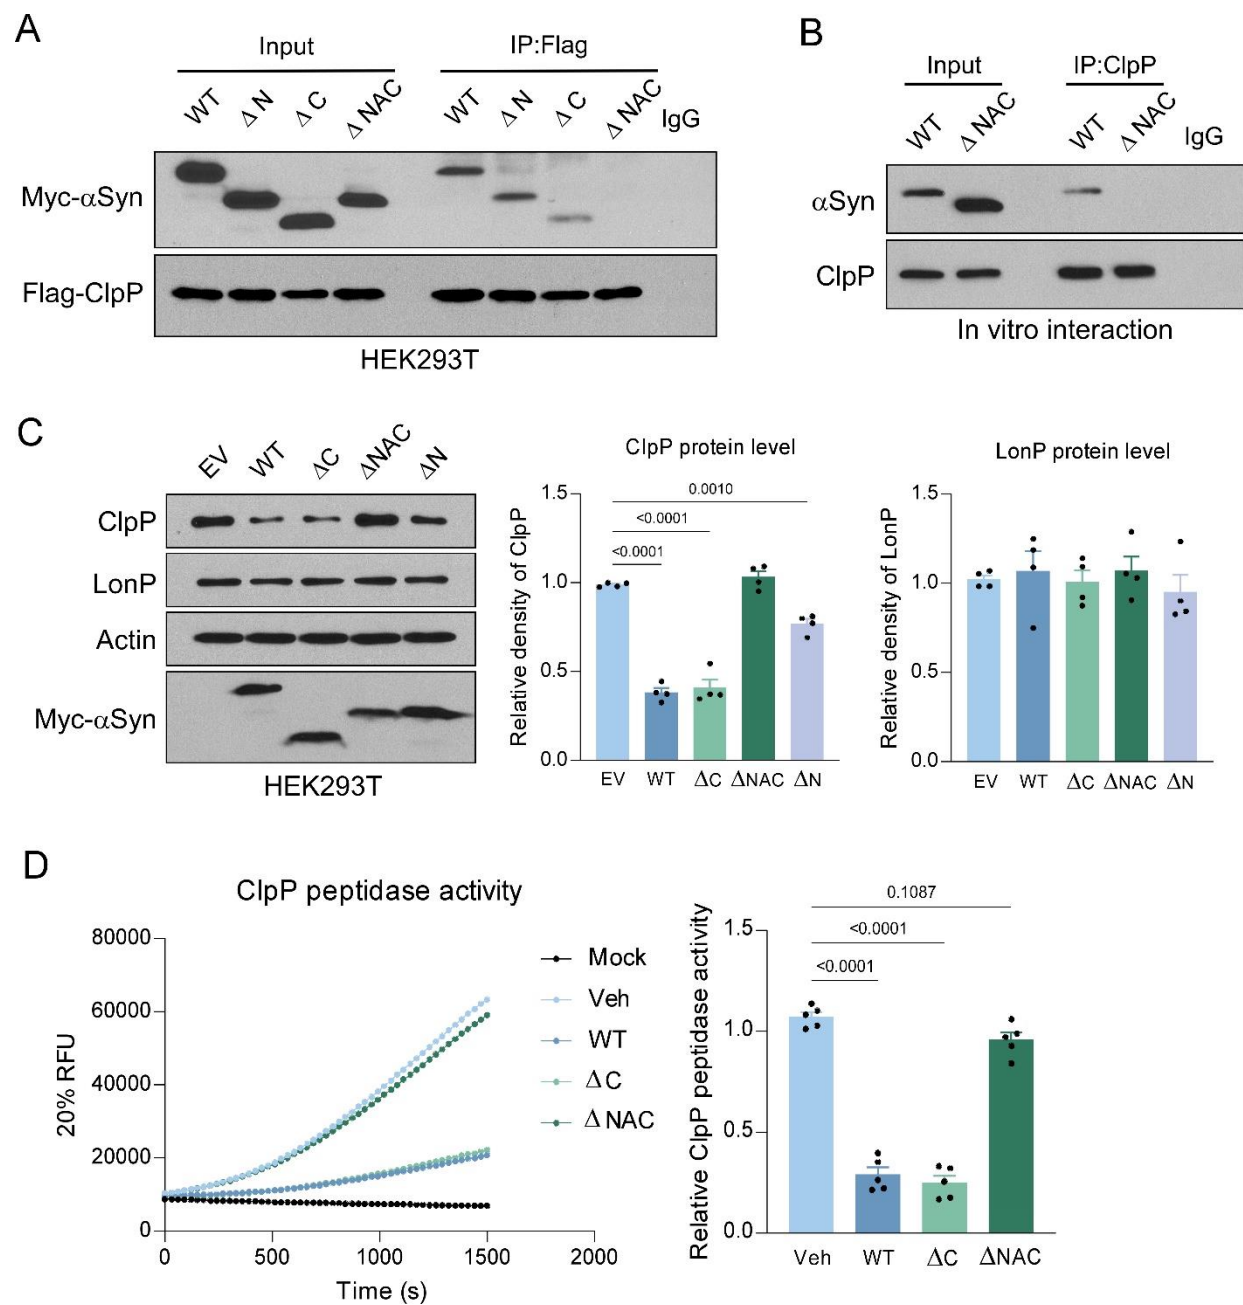 A
Input
IP:Flag
WT
ΔN
ΔC
ΔNAC
WT
ΔN
ΔC
ΔNAC
IgG
Myc-αSyn
Flag-ClpP
HEK293T
B
Input
IP:ClpP
WT
ΔNAC
WT
ΔNAC
IgG
αSyn
ClpP
In vitro interaction
C
EV
WT
ΔC
ΔNAC
ΔN
ClpP
LonP
Actin
Myc-αSyn
HEK293T
ClpP protein level
Relative density of ClpP
1.5
1.0
0.5
0.0
0.0010
<0.0001
<0.0001
EV WT ΔC ΔNAC ΔN
LonP protein level
Relative density of LonP
1.5
1.0
0.5
0.0
EV WT ΔC ΔNAC ΔN
D
ClpP peptidase activity
20% RFU
80000
60000
40000
20000
0
0 500 1000 1500 2000
Time (s)
Mock
Veh
WT
ΔC
ΔNAC
Relative ClpP peptidase activity
1.5
1.0
0.5
0.0
0.1087
<0.0001
<0.0001
Veh WT ΔC ΔNAC